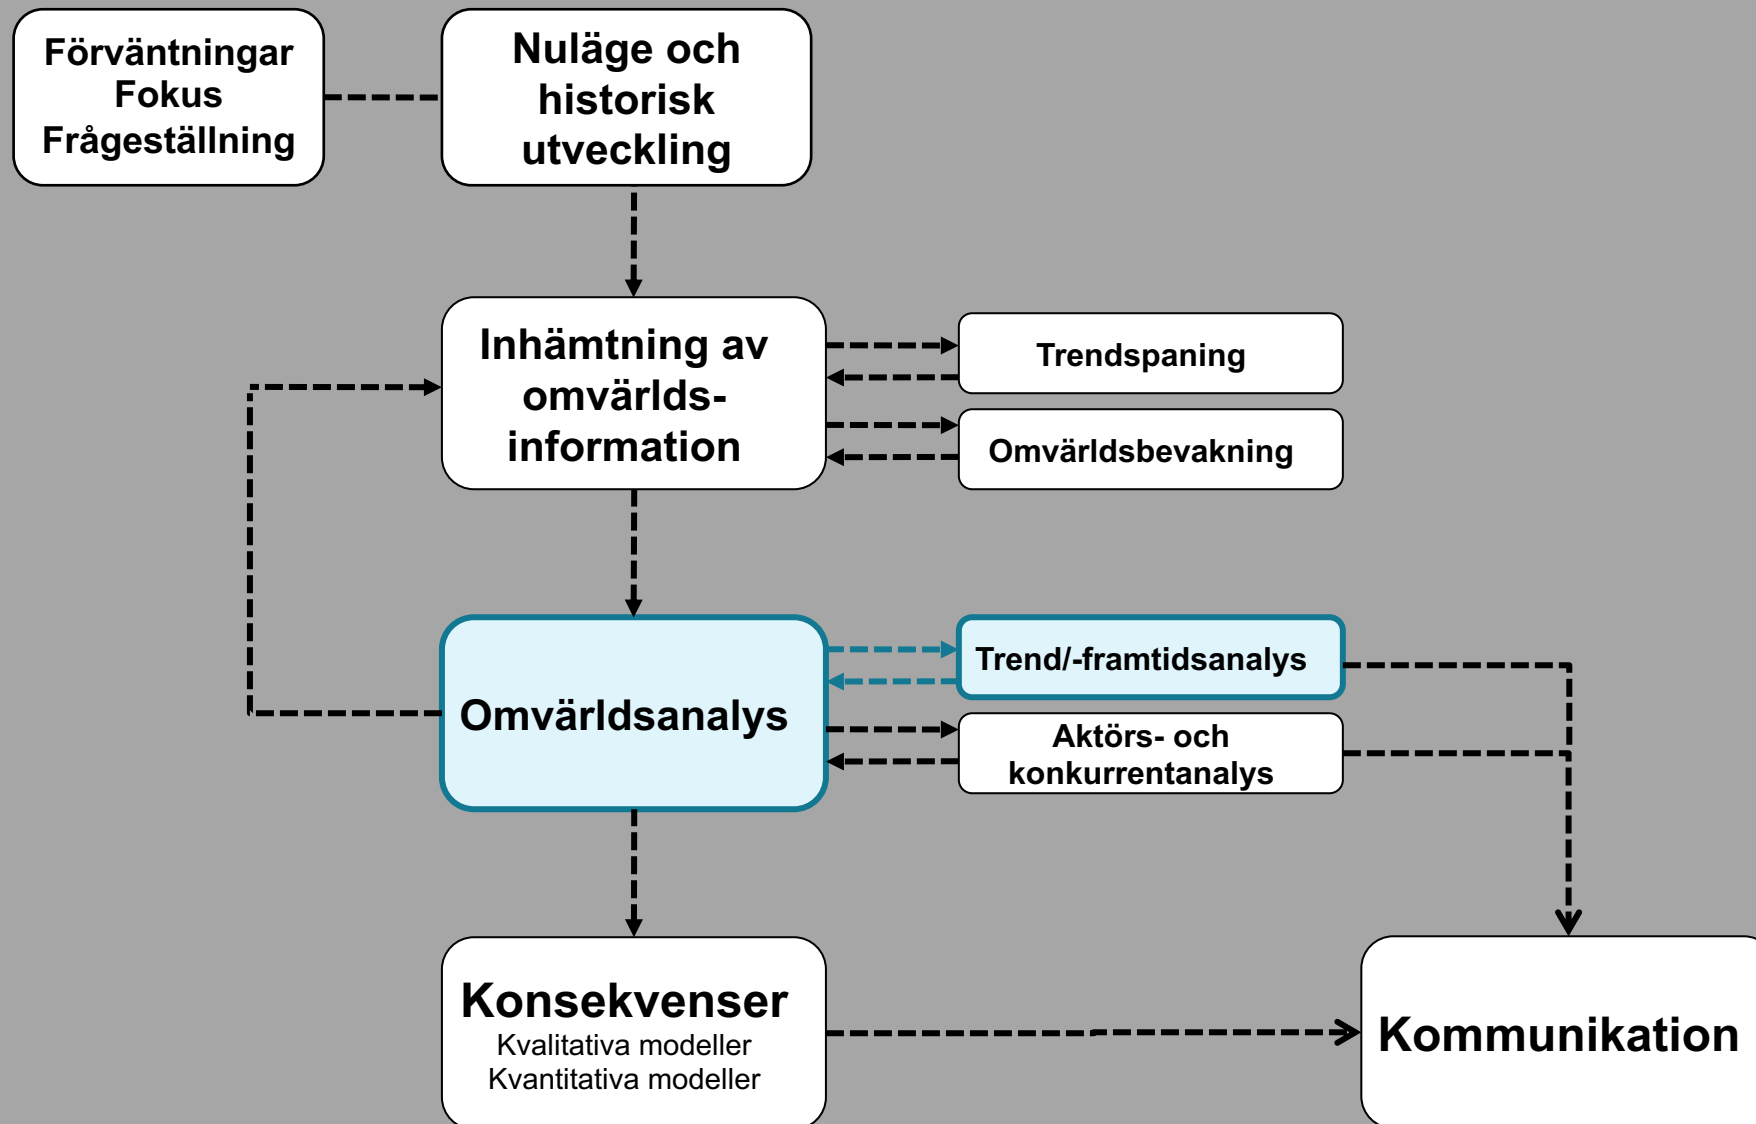 Förväntningar
Fokus
Frågeställning
Nuläge och
historisk
utveckling
Inhämtning av
omvärlds-
information
Trendspaning
Omvärldsbevakning
Omvärldsanalys
Trend/-framtidsanalys
Aktörs- och
konkurrentanalys
Konsekvenser
Kvalitativa modeller
Kvantitativa modeller
Kommunikation